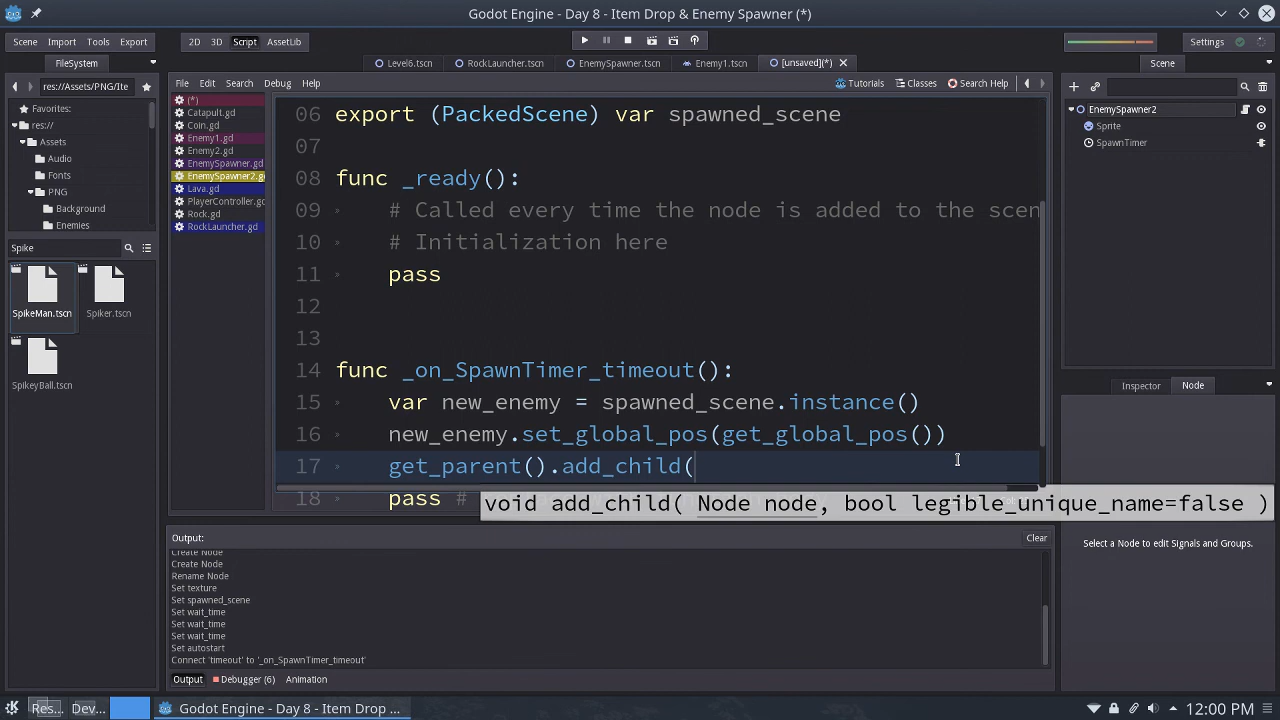 Godot Engine - Day 8 - Item Drop & Enemy Spawner (*)
Scene Import Tools Export 2D 3D Script AssetLib Settings
FileSystem Level6.tscn RockLauncher.tscn EnemySpawner.tscn Enemy1.tscn [unsaved](*) Scene
res://Assets/PNG/Ite File Edit Search Debug Help Tutorials Classes Search Help
Favorites:
res://
Assets
Audio
Fonts
PNG
Background
Enemies
Spike
SpikeMan.tscn Spiker.tscn
SpikeyBall.tscn
(*)
Catapult.gd
Coin.gd
Enemy1.gd
Enemy2.gd
EnemySpawner.gd
EnemySpawner2.g
Lava.gd
PlayerController.gd
Rock.gd
RockLauncher.gd
06 export (PackedScene) var spawned_scene
07
08 func _ready():
09 # Called every time the node is added to the scen
10 # Initialization here
11 pass
12
13
14 func _on_SpawnTimer_timeout():
15 var new_enemy = spawned_scene.instance()
16 new_enemy.set_global_pos(get_global_pos())
17 get_parent().add_child(
18 pass #
void add_child( Node node, bool legible_unique_name=false )
EnemySpawner2
Sprite
SpawnTimer
Inspector Node
Select a Node to edit Signals and Groups.
Output: Clear
Create Node
Create Node
Rename Node
Set texture
Set spawned_scene
Set wait_time
Set wait_time
Set wait_time
Set autostart
Connect 'timeout' to '_on_SpawnTimer_timeout'
Output Debugger (6) Animation
Res... Dev... Godot Engine - Day 8 - Item Drop ... 12:00 PM